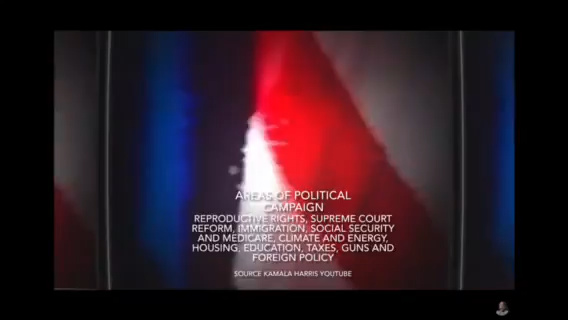 AREAS OF POLITICAL
CAMPAIGN
REPRODUCTIVE RIGHTS, SUPREME COURT
REFORM, IMMIGRATION, SOCIAL SECURITY
AND MEDICARE, CLIMATE AND ENERGY,
HOUSING, EDUCATION, TAXES, GUNS AND
FOREIGN POLICY
SOURCE KAMALA HARRIS YOUTUBE